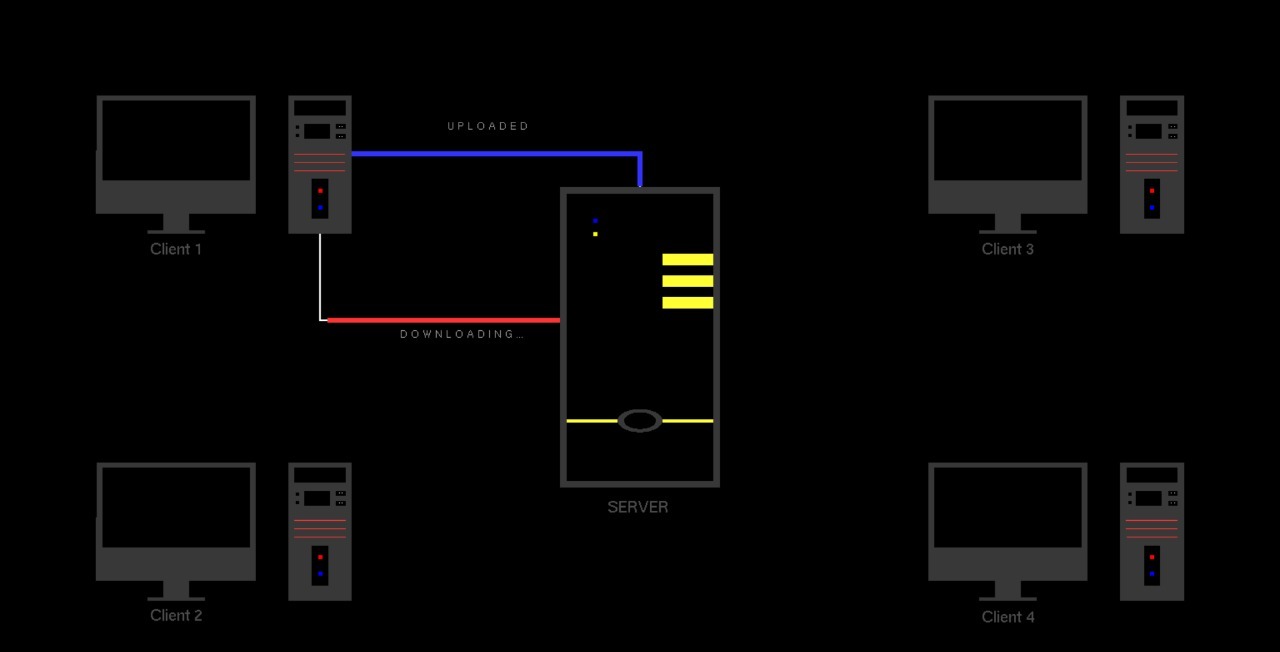 UPLOADED
Client 1
Client 3
DOWNLOADING...
SERVER
Client 2
Client 4